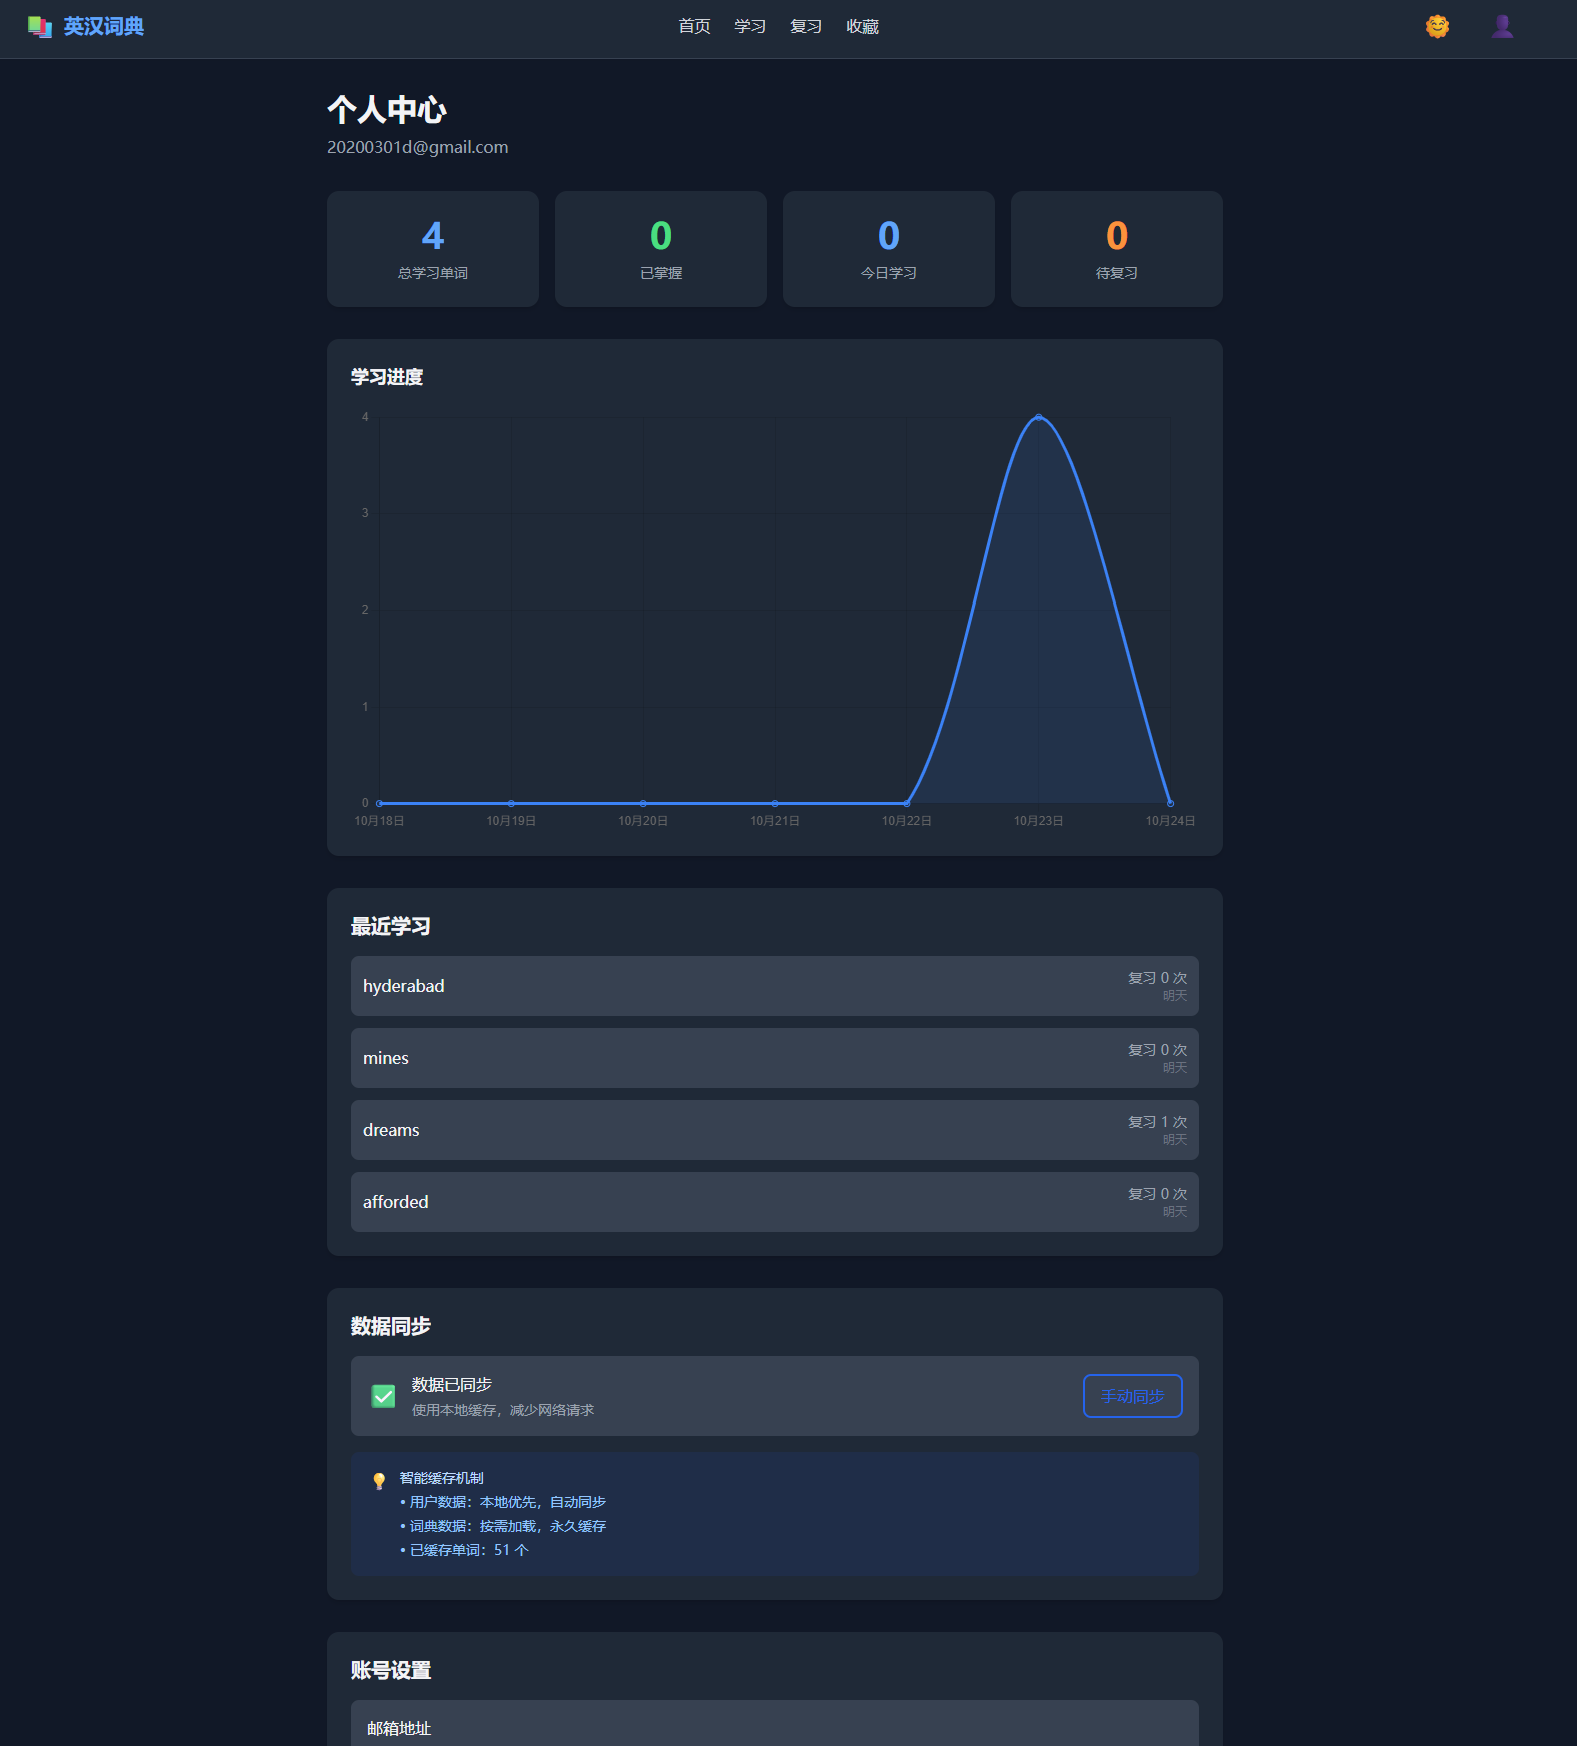 英汉词典
首页 学习 复习 收藏
个人中心
20200301d@gmail.com
4
总学习单词
0
已掌握
0
今日学习
0
待复习
学习进度
4
3
2
1
0
10月18日 10月19日 10月20日 10月21日 10月22日 10月23日 10月24日
最近学习
hyderabad
复习 0 次
明天
mines
复习 0 次
明天
dreams
复习 1 次
明天
afforded
复习 0 次
明天
数据同步
数据已同步
使用本地缓存，减少网络请求
手动同步
智能缓存机制
• 用户数据：本地优先，自动同步
• 词典数据：按需加载，永久缓存
• 已缓存单词：51 个
账号设置
邮箱地址